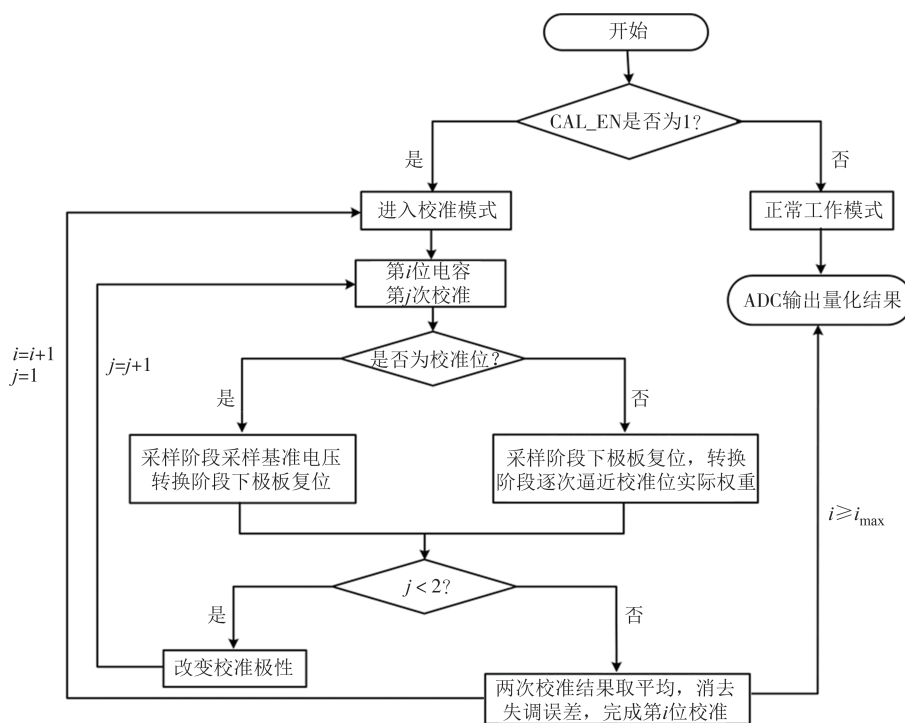 开始
CAL_EN是否为1?
是
否
进入校准模式
正常工作模式
第i位电容
第j次校准
ADC输出量化结果
i=i+1
j=1
j=j+1
是否为校准位?
是
否
采样阶段采样基准电压
转换阶段下极板复位
采样阶段下极板复位，转换
阶段逐次逼近校准位实际权重
i≥imax
j<2?
是
否
改变校准极性
两次校准结果取平均，消去
失调误差，完成第i位校准